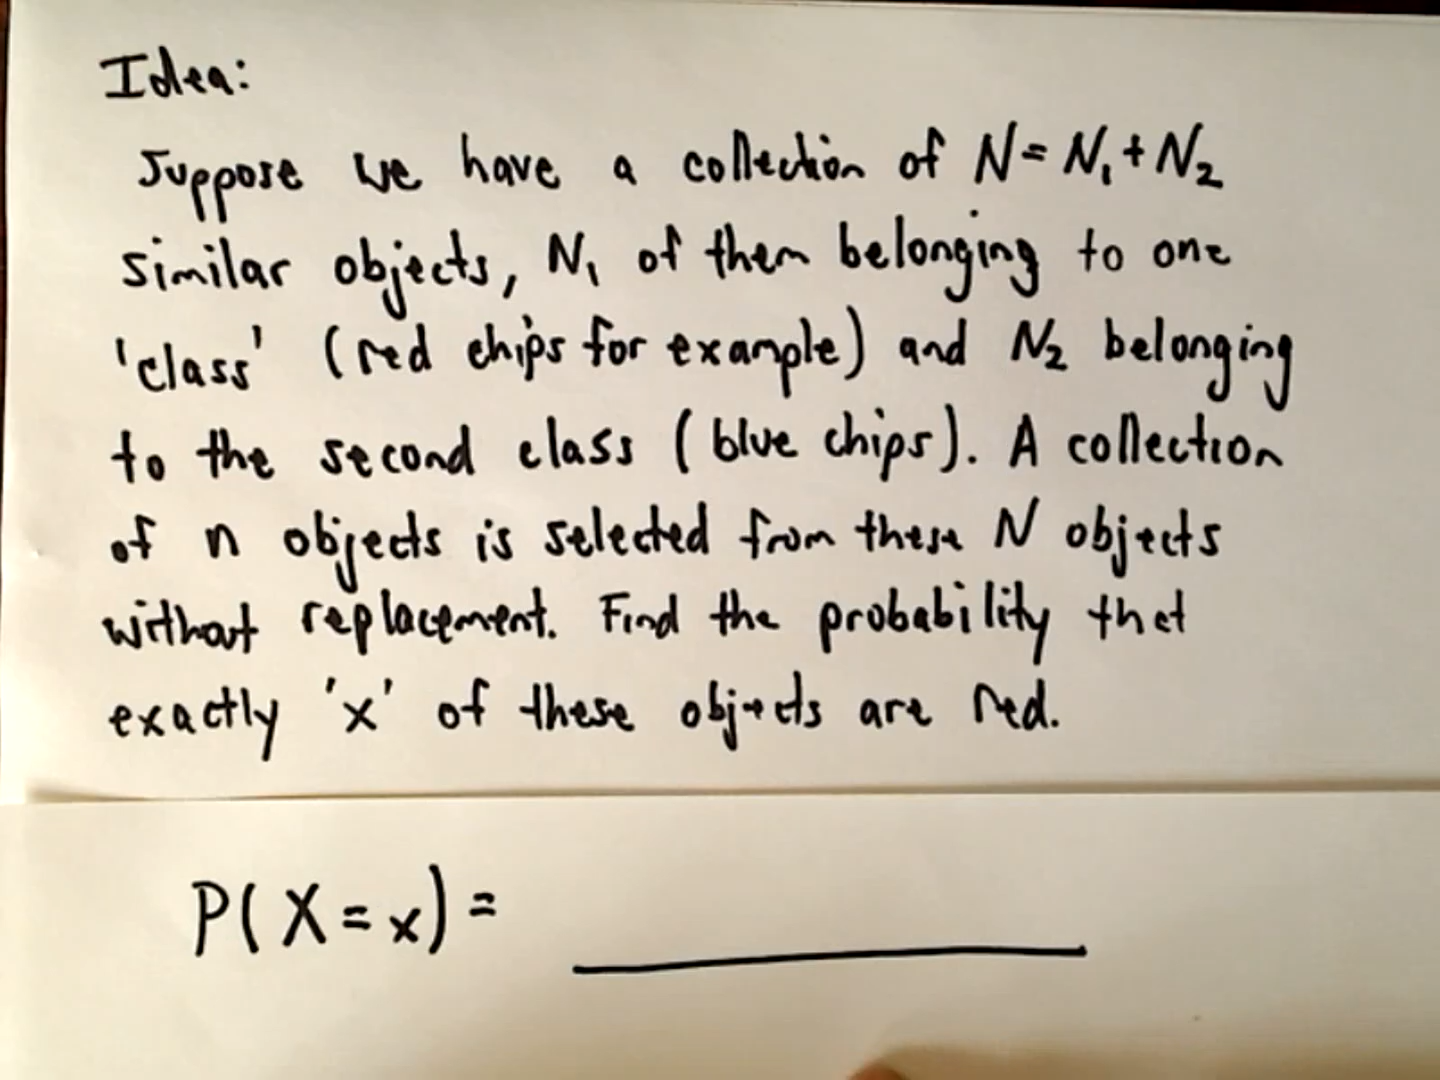 Idea:
Suppose we have a collection of N = N₁ + N₂
similar objects, N₁ of them belonging to one
'class' (red chips for example) and N₂ belonging
to the second class (blue chips). A collection
of n objects is selected from these N objects
without replacement. Find the probability that
exactly 'x' of these objects are red.
P(X = x) =